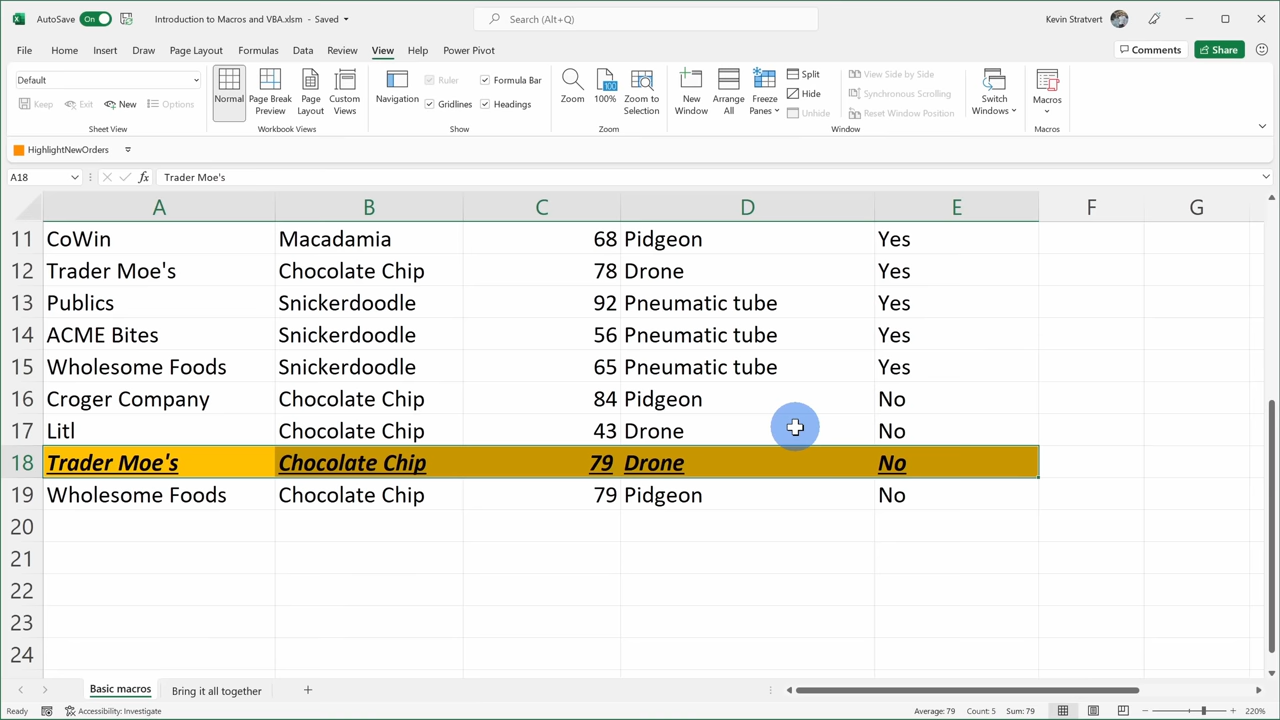 AutoSave On Introduction to Macros and VBA.xlsm - Saved Search (Alt+Q) Kevin Stratvert
File Home Insert Draw Page Layout Formulas Data Review View Help Power Pivot Comments Share
Default
Keep Exit New Options
Sheet View
Normal Page Break Preview Page Layout Custom Views
Workbook Views
Navigation Ruler Formula Bar
Gridlines Headings
Show
Zoom 100% Zoom to Selection
Zoom
New Window Arrange All Freeze Panes Split
Hide
Unhide
View Side by Side
Synchronous Scrolling
Reset Window Position
Switch Windows
Window
Macros
Macros
HighlightNewOrders
A18 fx Trader Moe's
A B C D E F G
11 CoWin Macadamia 68 Pidgeon Yes
12 Trader Moe's Chocolate Chip 78 Drone Yes
13 Publics Snickerdoodle 92 Pneumatic tube Yes
14 ACME Bites Snickerdoodle 56 Pneumatic tube Yes
15 Wholesome Foods Snickerdoodle 65 Pneumatic tube Yes
16 Croger Company Chocolate Chip 84 Pidgeon No
17 Litl Chocolate Chip 43 Drone No
18 Trader Moe's Chocolate Chip 79 Drone No
19 Wholesome Foods Chocolate Chip 79 Pidgeon No
20
21
22
23
24
Basic macros Bring it all together
Ready Accessibility: Investigate Average: 79 Count: 5 Sum: 79 220%